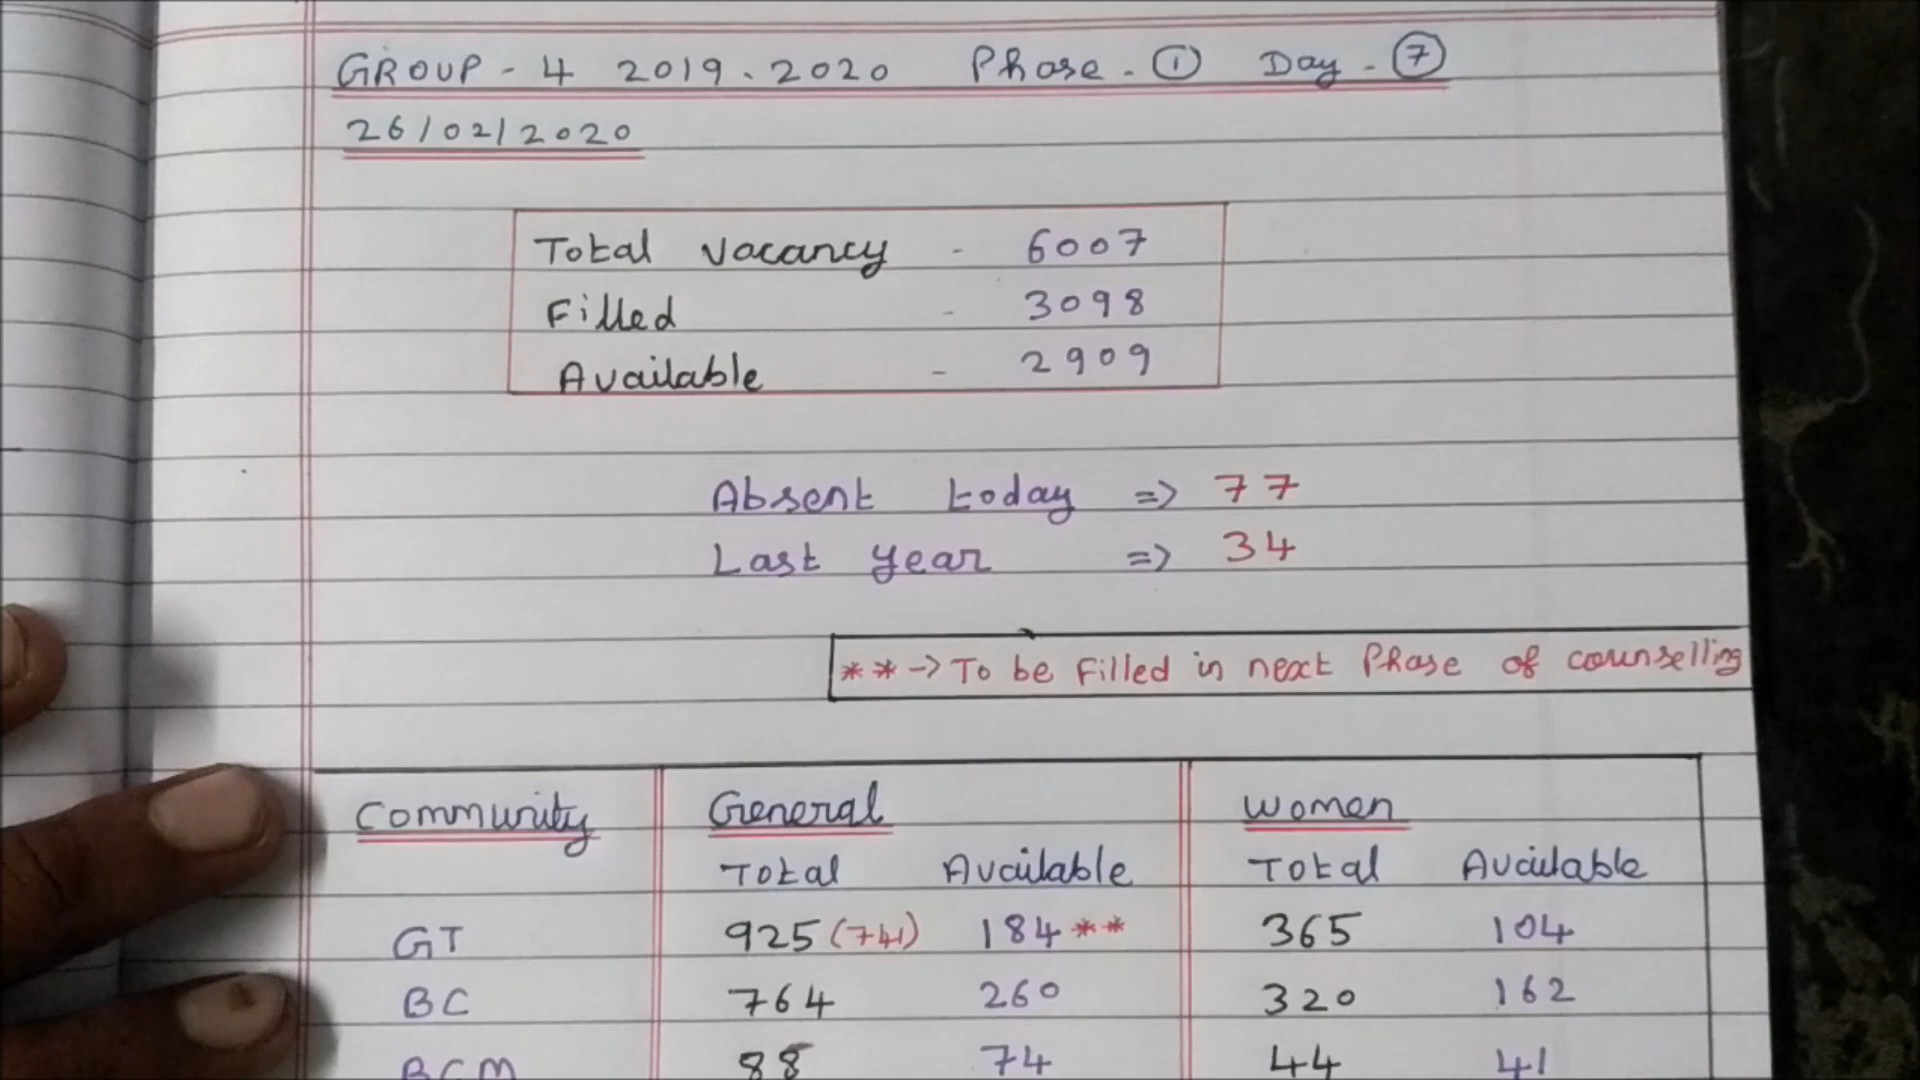 GROUP - 4 2019.2020 Phase - ① Day - ⑦
26/02/2020
Total vacancy - 6007
Filled - 3098
Available - 2909
Absent today => 77
Last year => 34
**-> To be Filled in next Phase of counselling
Community General Women
Total Available Total Available
GT 925 (741) 184** 365 104
BC 764 260 320 162
BCM 88 74 44 41